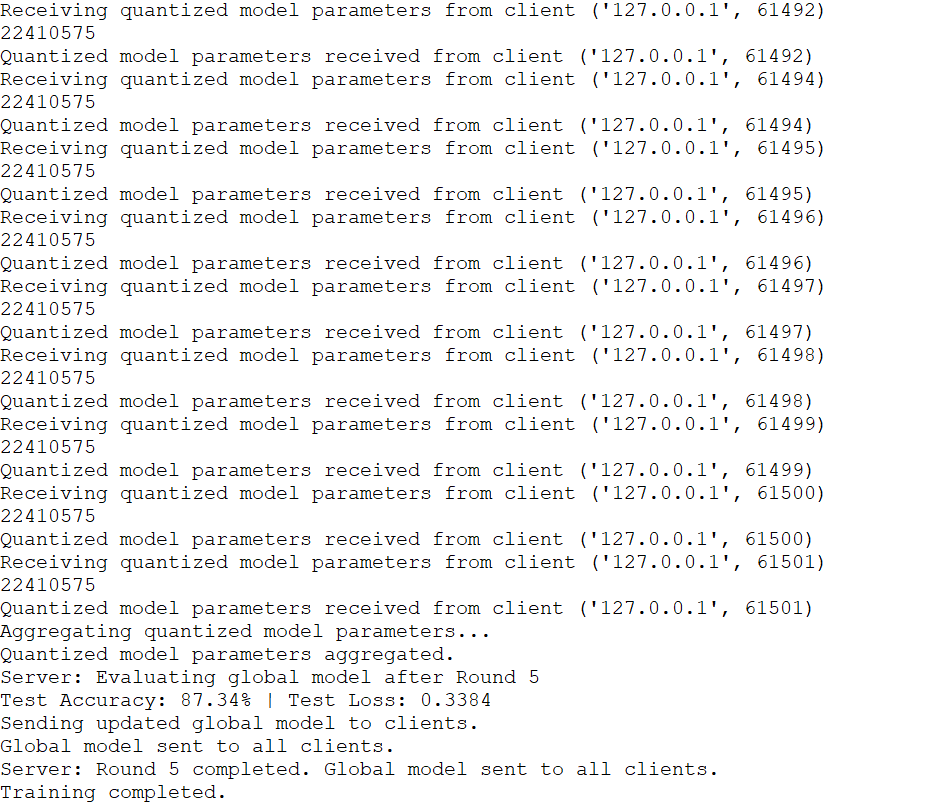 Receiving quantized model parameters from client ('127.0.0.1', 61492)
22410575
Quantized model parameters received from client ('127.0.0.1', 61492)
Receiving quantized model parameters from client ('127.0.0.1', 61494)
22410575
Quantized model parameters received from client ('127.0.0.1', 61494)
Receiving quantized model parameters from client ('127.0.0.1', 61495)
22410575
Quantized model parameters received from client ('127.0.0.1', 61495)
Receiving quantized model parameters from client ('127.0.0.1', 61496)
22410575
Quantized model parameters received from client ('127.0.0.1', 61496)
Receiving quantized model parameters from client ('127.0.0.1', 61497)
22410575
Quantized model parameters received from client ('127.0.0.1', 61497)
Receiving quantized model parameters from client ('127.0.0.1', 61498)
22410575
Quantized model parameters received from client ('127.0.0.1', 61498)
Receiving quantized model parameters from client ('127.0.0.1', 61499)
22410575
Quantized model parameters received from client ('127.0.0.1', 61499)
Receiving quantized model parameters from client ('127.0.0.1', 61500)
22410575
Quantized model parameters received from client ('127.0.0.1', 61500)
Receiving quantized model parameters from client ('127.0.0.1', 61501)
22410575
Quantized model parameters received from client ('127.0.0.1', 61501)
Aggregating quantized model parameters...
Quantized model parameters aggregated.
Server: Evaluating global model after Round 5
Test Accuracy: 87.34% | Test Loss: 0.3384
Sending updated global model to clients.
Global model sent to all clients.
Server: Round 5 completed. Global model sent to all clients.
Training completed.